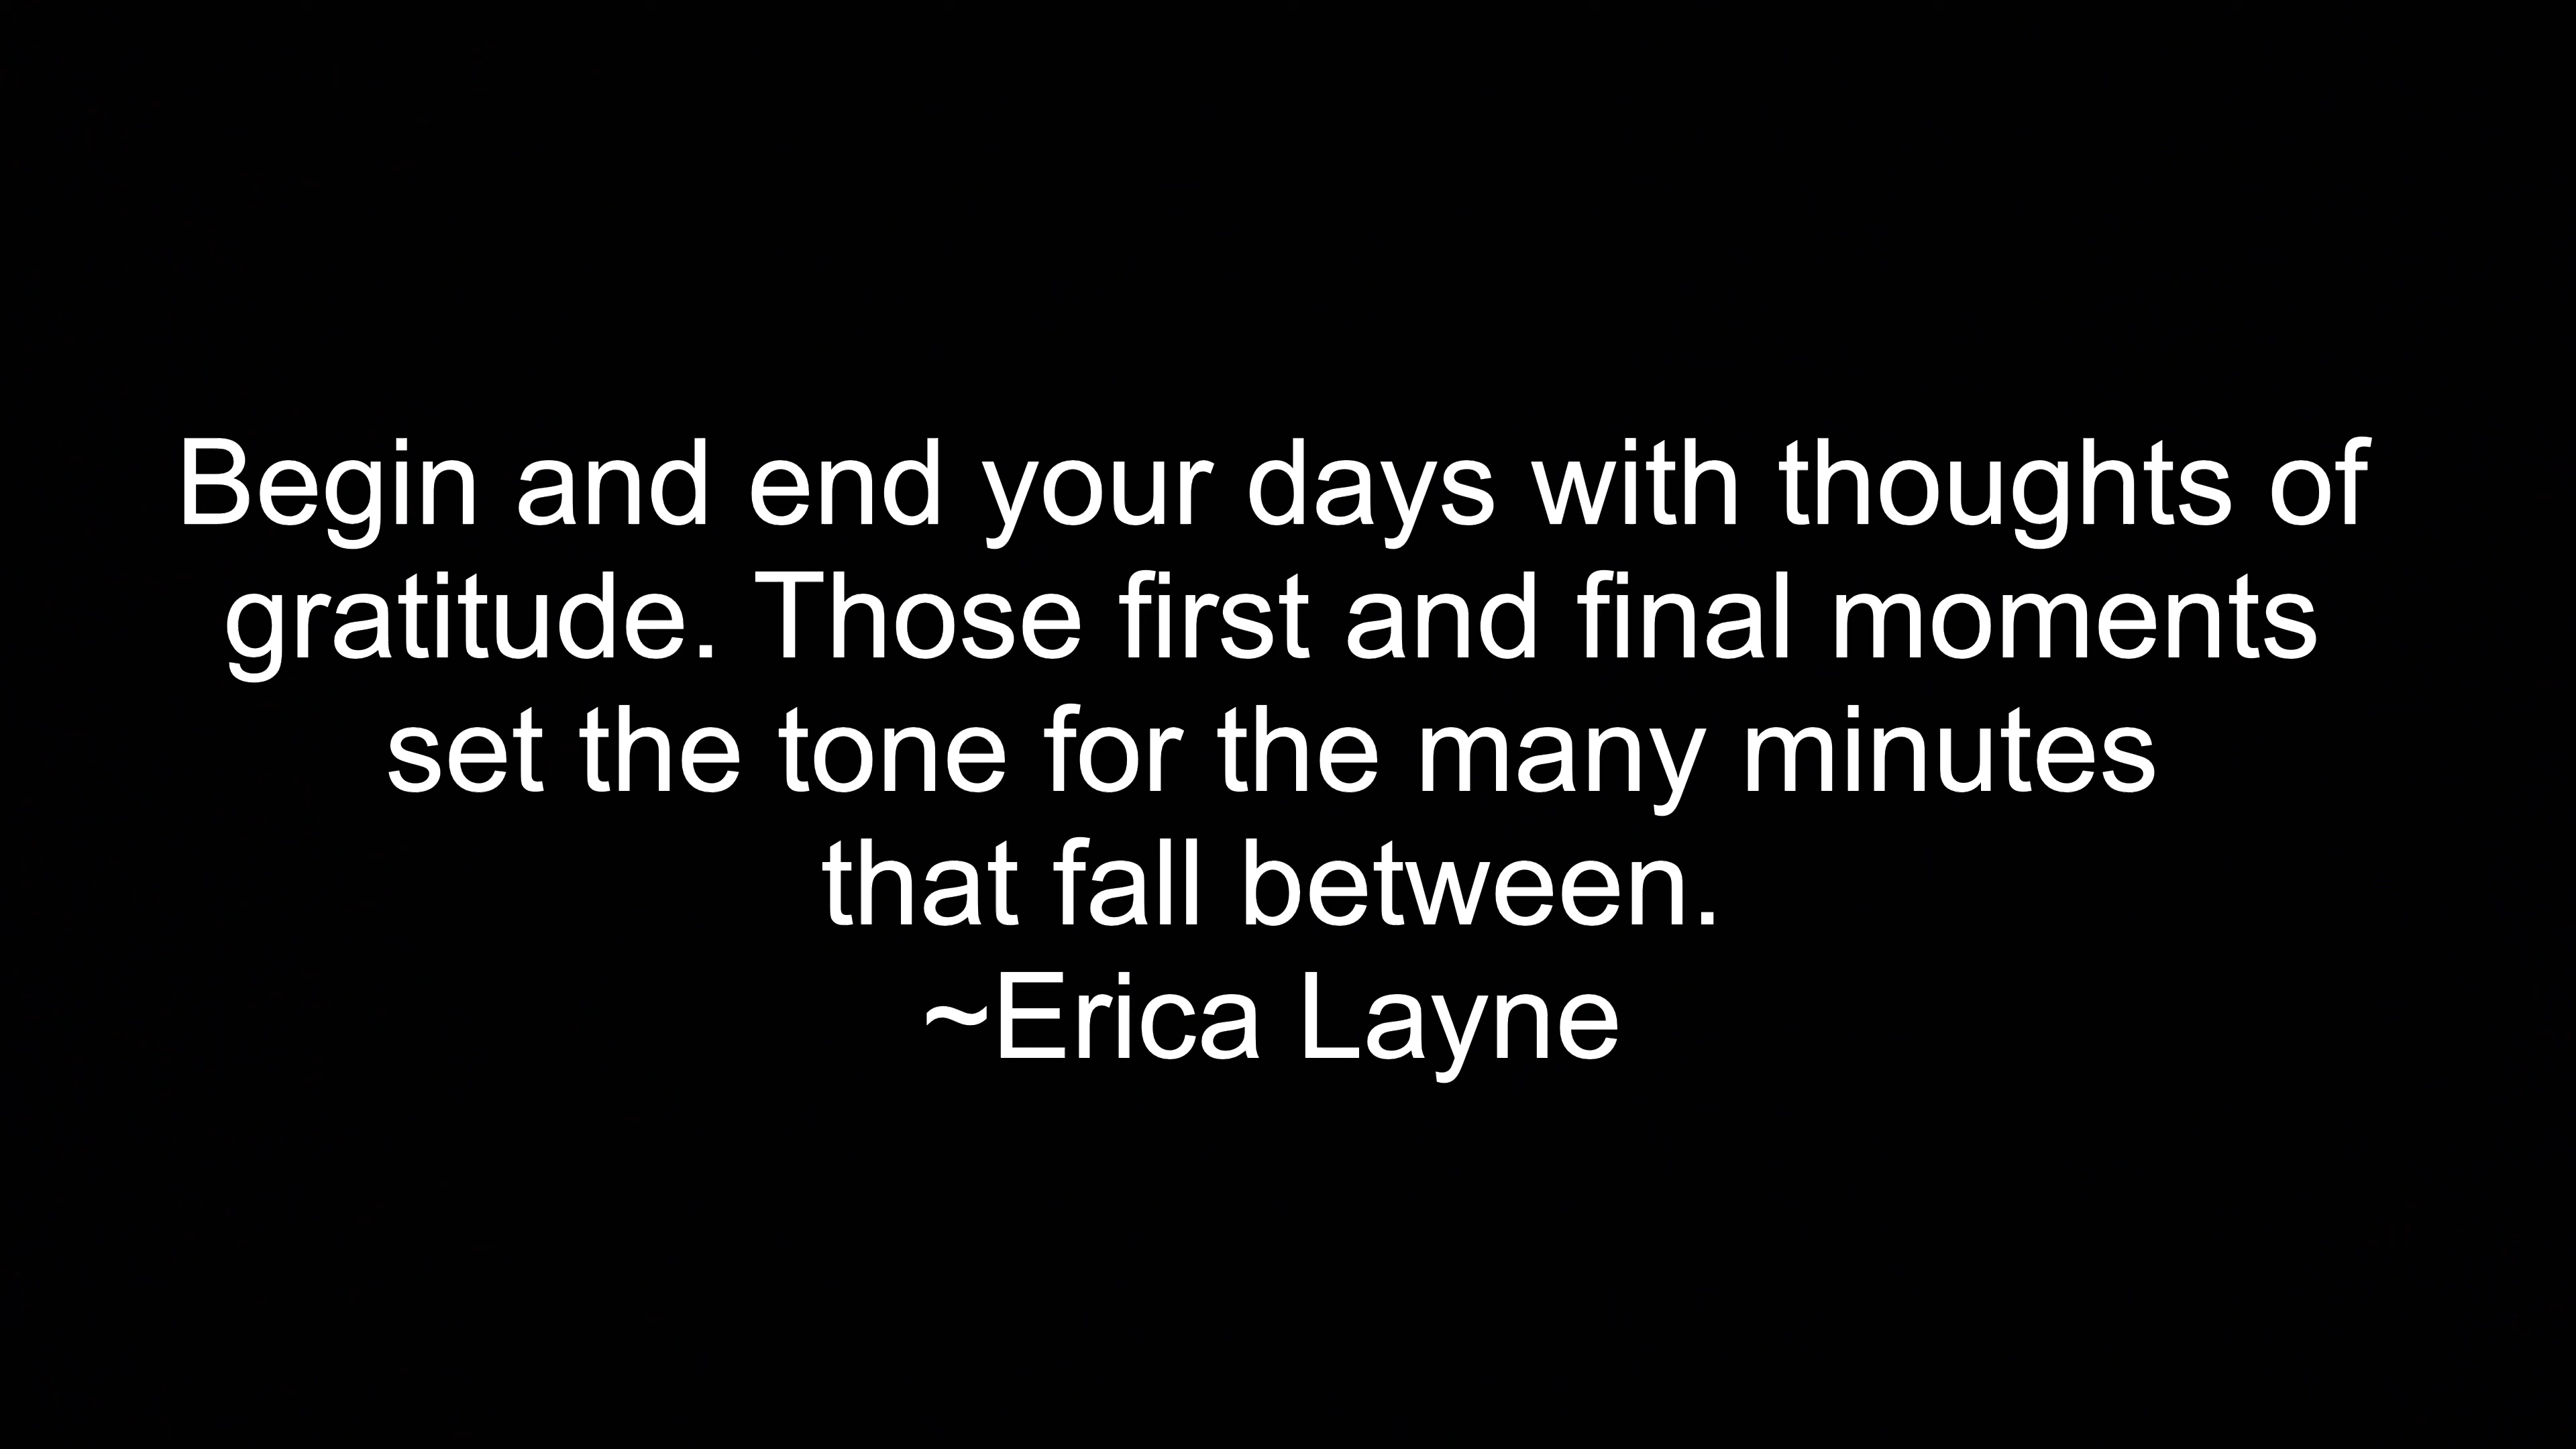 Begin and end your days with thoughts of
gratitude. Those first and final moments
set the tone for the many minutes
that fall between.
~Erica Layne